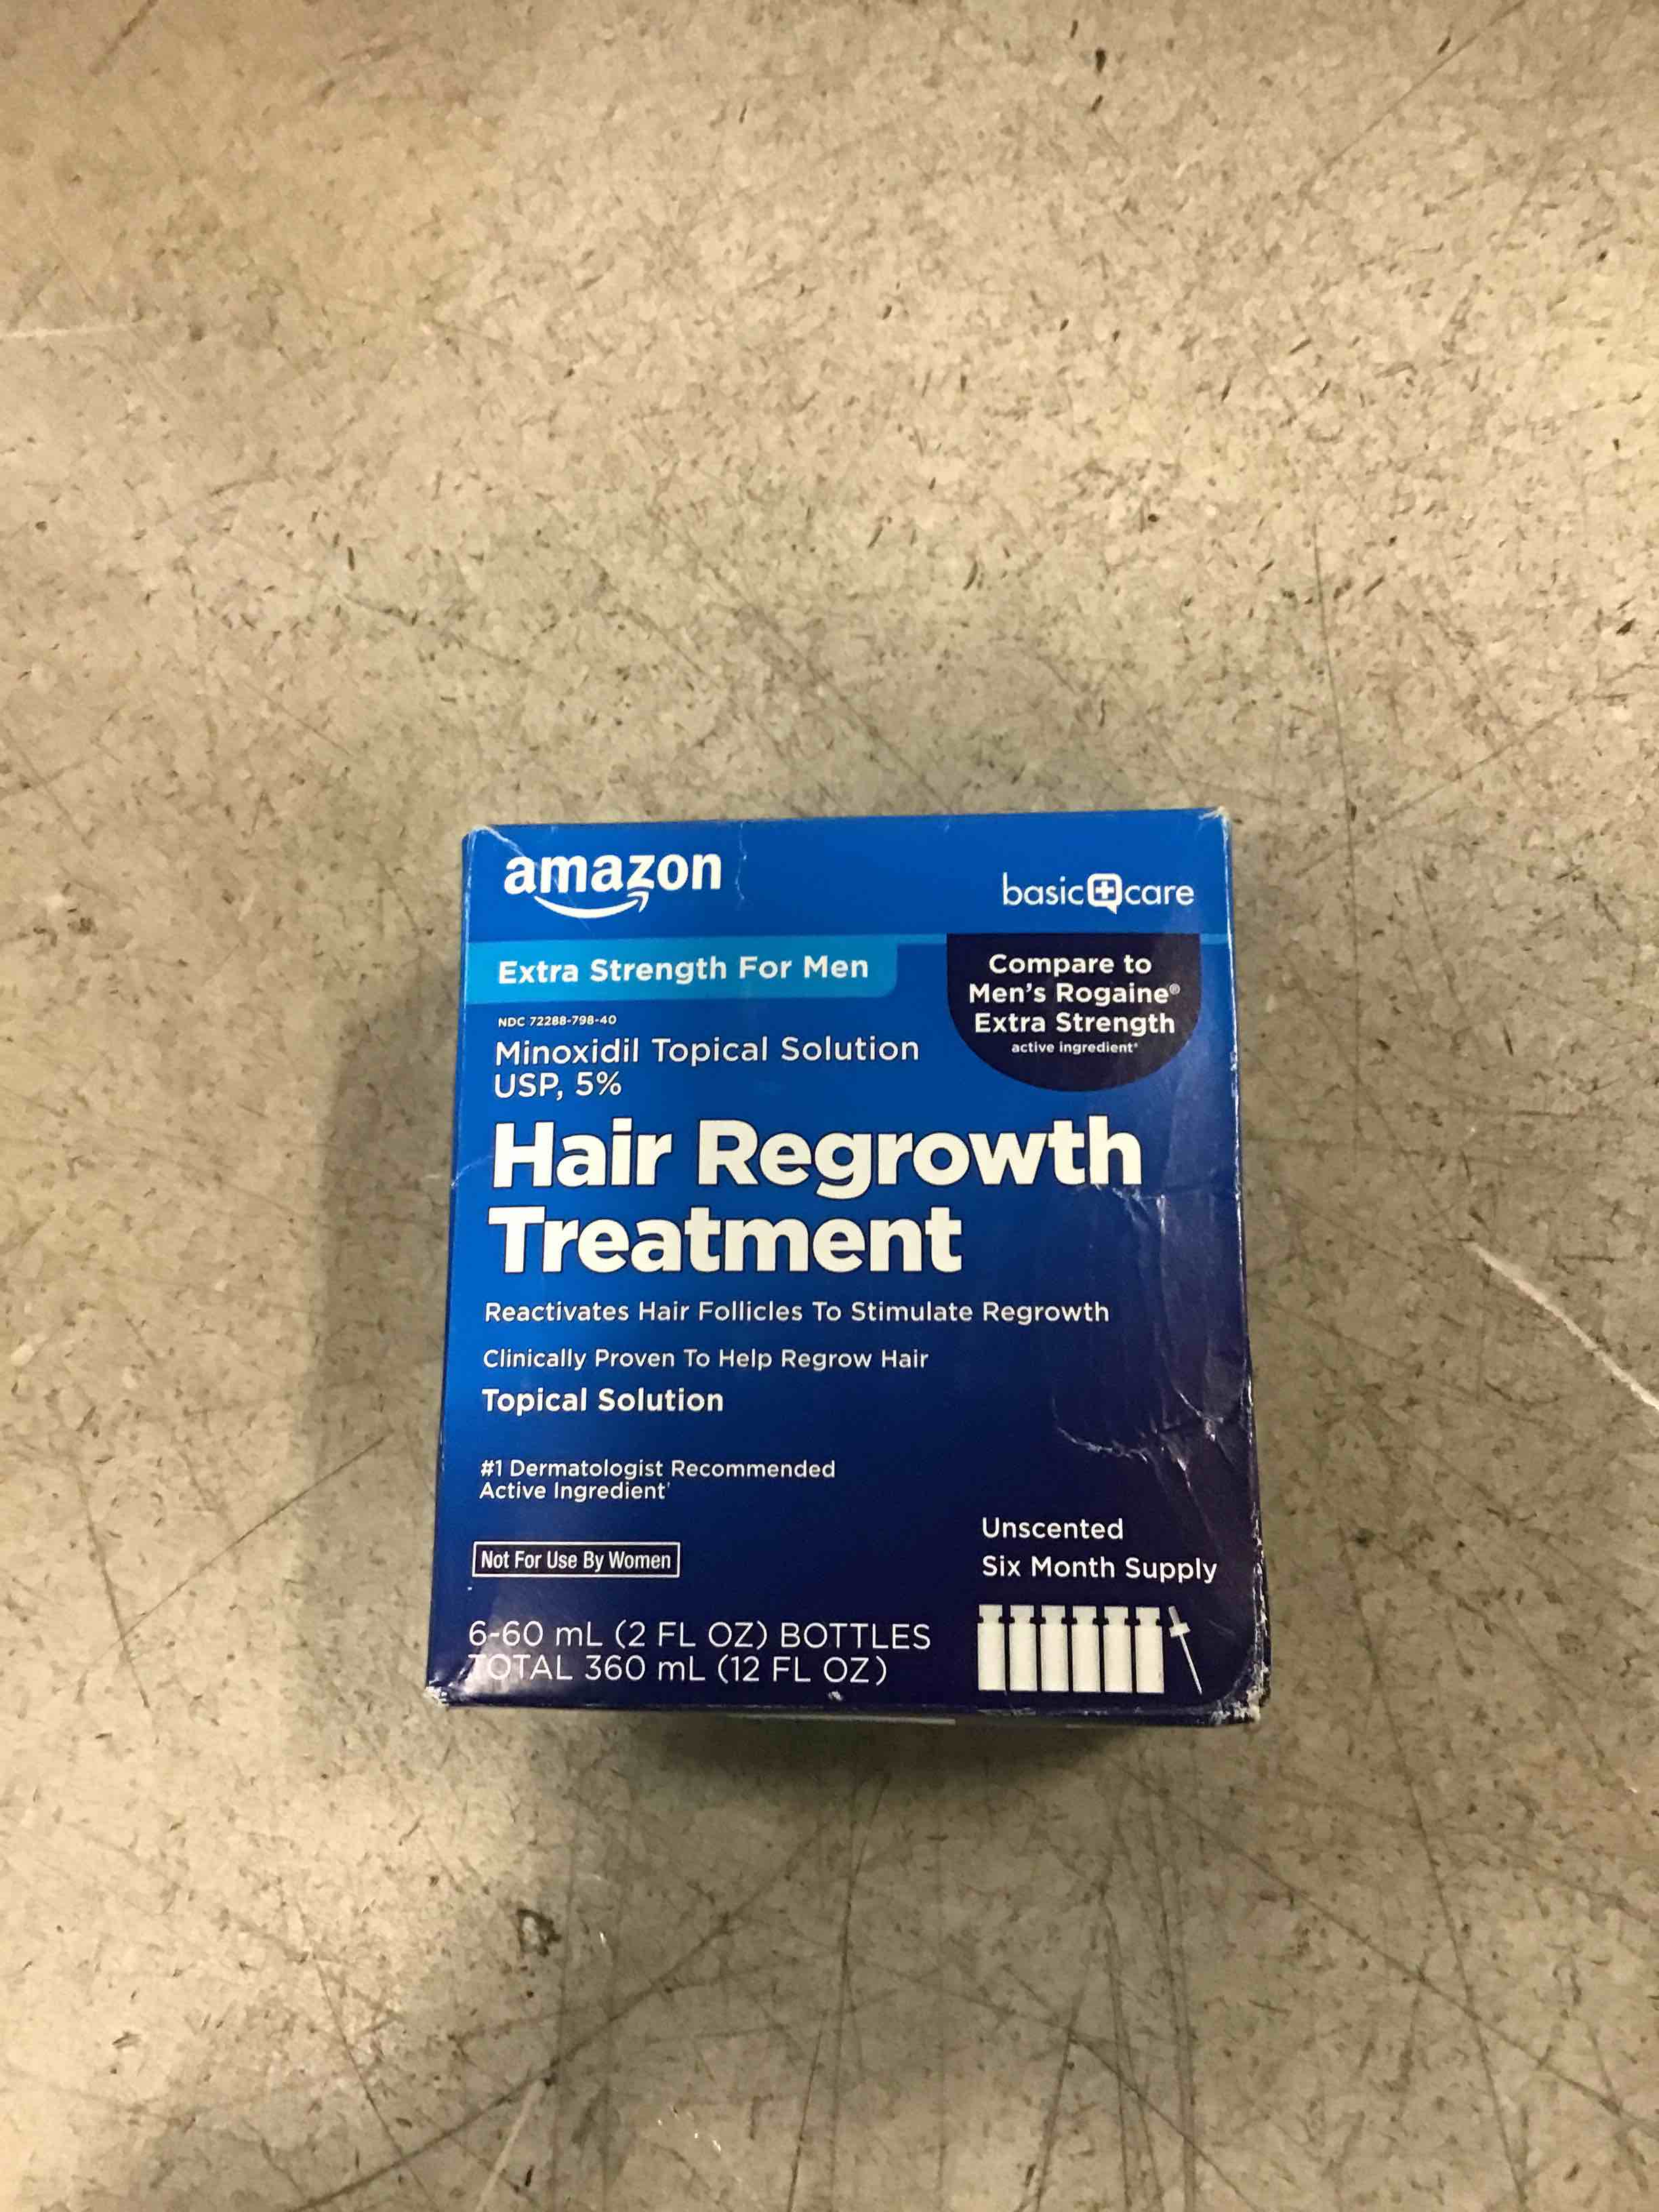 amazon
basic care
Extra Strength For Men
Compare to
Men's Rogaine®
Extra Strength
active ingredient*
NDC 72288-798-40
Minoxidil Topical Solution
USP, 5%
Hair Regrowth
Treatment
Reactivates Hair Follicles To Stimulate Regrowth
Clinically Proven To Help Regrow Hair
Topical Solution
#1 Dermatologist Recommended
Active Ingredient†
Not For Use By Women
Unscented
Six Month Supply
6-60 mL (2 FL OZ) BOTTLES
TOTAL 360 mL (12 FL OZ)